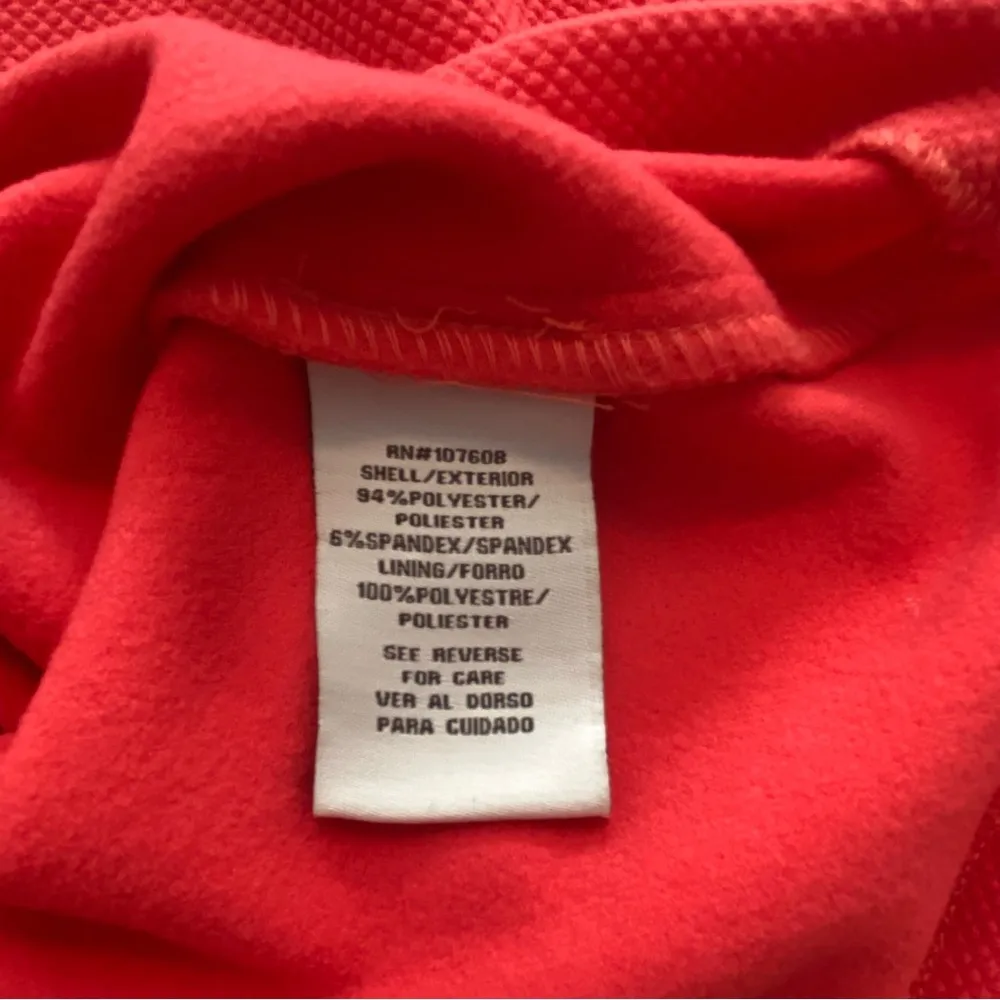 RN#107608
SHELL/EXTERIOR
94%POLYESTER/
POLIESTER
6%SPANDEX/SPANDEX
LINING/FORRO
100%POLYESTRE/
POLIESTER
SEE REVERSE
FOR CARE
VER AL DORSO
PARA CUIDADO